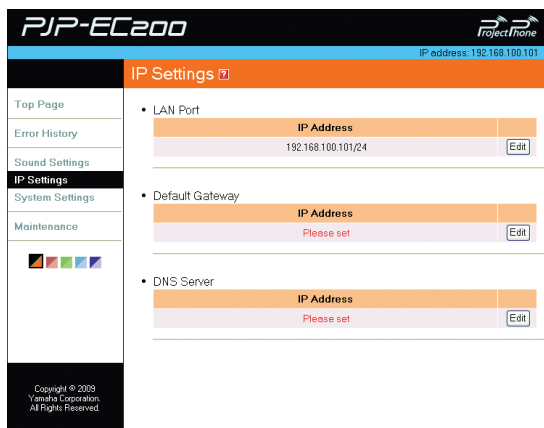 PJP-EC200
ProjectPhone
IP address: 192.168.100.101
IP Settings ?
Top Page
Error History
Sound Settings
IP Settings
System Settings
Maintenance
Copyright © 2009
Yamaha Corporation.
All Rights Reserved.
• LAN Port
IP Address
192.168.100.101/24 Edit
• Default Gateway
IP Address
Please set Edit
• DNS Server
IP Address
Please set Edit